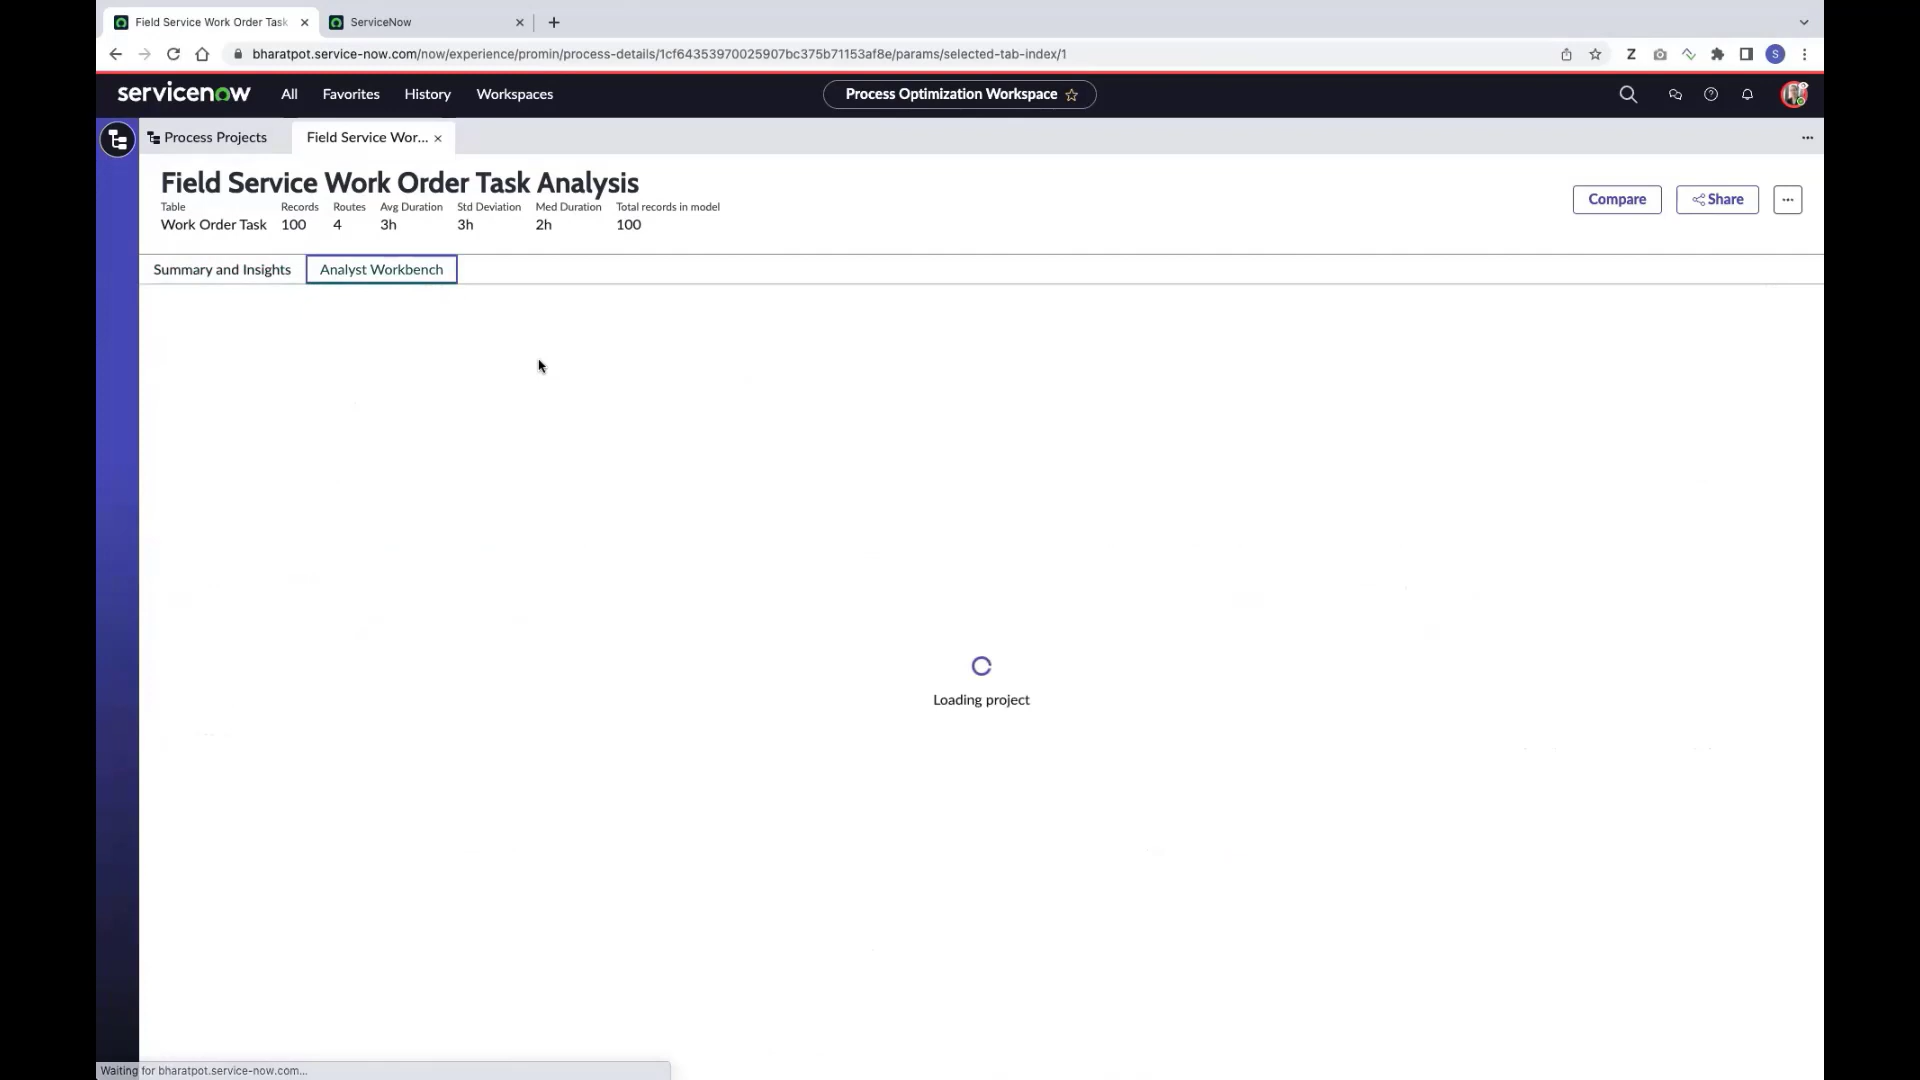 Field Service Work Order Task
ServiceNow
bharatpot.service-now.com/now/experience/promin/process-details/1cf64353970025907bc375b71153af8e/params/selected-tab-index/1
Z
S
servicenow
All
Favorites
History
Workspaces
Process Optimization Workspace
Process Projects
Field Service Wor...
Field Service Work Order Task Analysis
Table Records Routes Avg Duration Std Deviation Med Duration Total records in model
Work Order Task 100 4 3h 3h 2h 100
Compare
Share
Summary and Insights
Analyst Workbench
Loading project
Waiting for bharatpot.service-now.com...